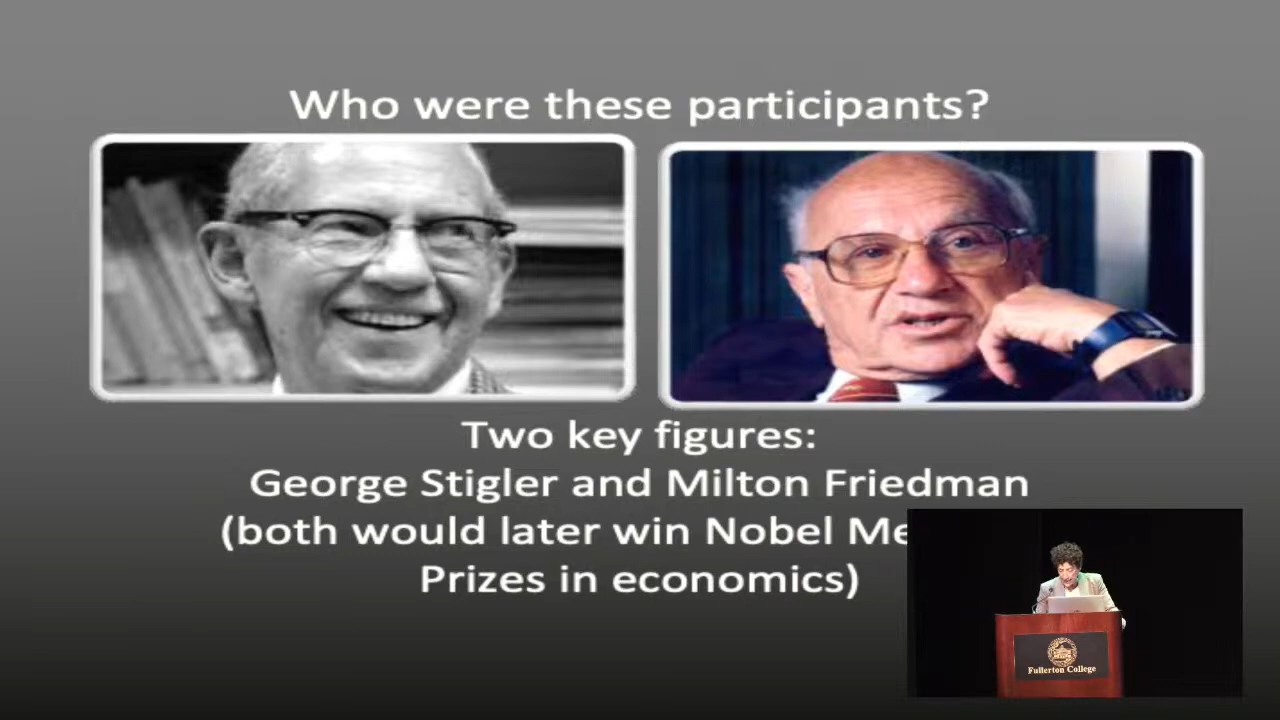 Who were these participants?
Two key figures:
George Stigler and Milton Friedman
(both would later win Nobel
Prizes in economics)
Fullerton College